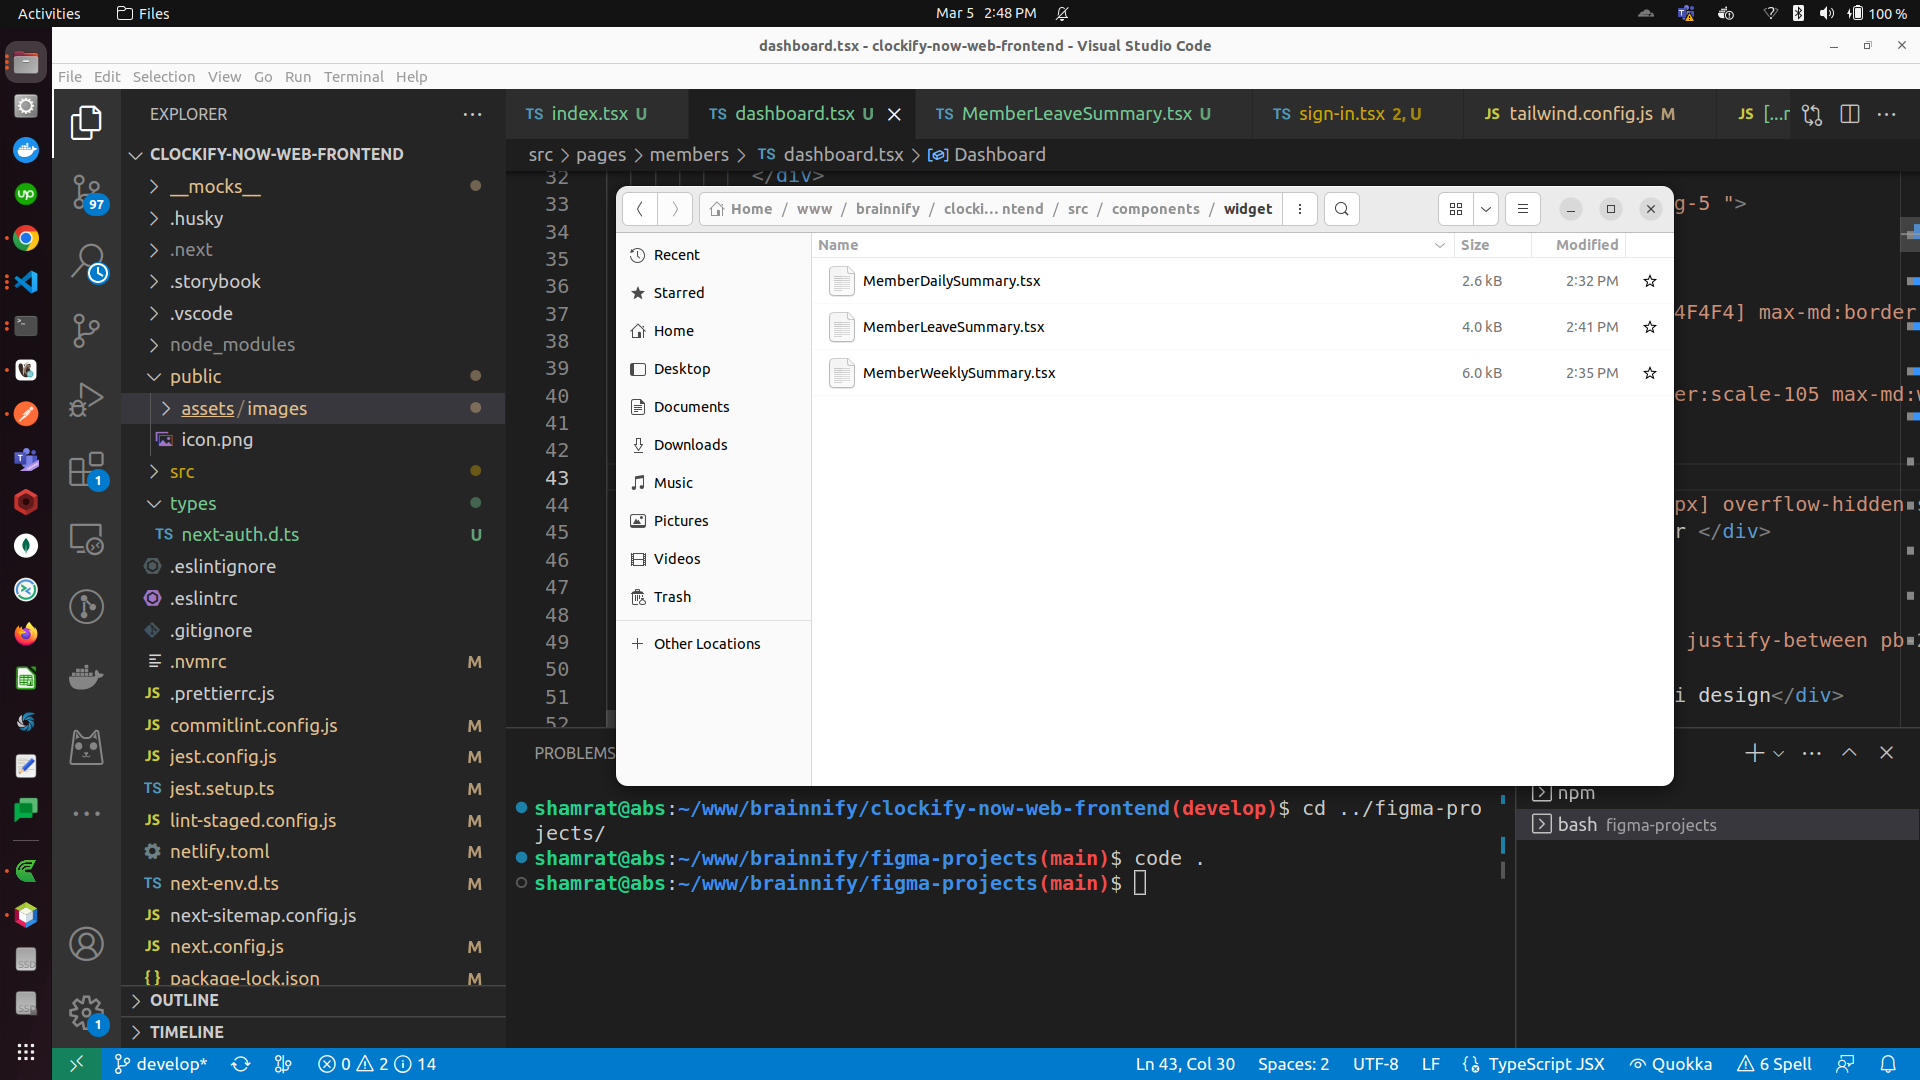 Activities
Files
Mar 5 2:48 PM
100 %
dashboard.tsx - clockify-now-web-frontend - Visual Studio Code
File Edit Selection View Go Run Terminal Help
EXPLORER
CLOCKIFY-NOW-WEB-FRONTEND
__mocks__
.husky
.next
.storybook
.vscode
node_modules
public
assets/images
icon.png
src
types
TS next-auth.d.ts U
.eslintignore
.eslintrc
.gitignore
.nvmrc M
JS .prettierrc.js
JS commitlint.config.js M
JS jest.config.js M
TS jest.setup.ts M
JS lint-staged.config.js M
netlify.toml M
TS next-env.d.ts M
JS next-sitemap.config.js
JS next.config.js M
{} package-lock.json M
OUTLINE
TIMELINE
97
1
1
TS index.tsx U
TS dashboard.tsx U
TS MemberLeaveSummary.tsx U
TS sign-in.tsx 2, U
JS tailwind.config.js M
JS [...r
src > pages > members > TS dashboard.tsx > Dashboard
32 </div>
33 g-5 ">
34
35
36
37 4F4F4] max-md:border
38
39
40 er:scale-105 max-md:
41
42
43
44 px] overflow-hidden
45 r </div>
46
47
48
49 justify-between pb-
50
51 i design</div>
52
Home / www / brainnify / clocki...ntend / src / components / widget
Name Size Modified
MemberDailySummary.tsx 2.6 kB 2:32 PM
MemberLeaveSummary.tsx 4.0 kB 2:41 PM
MemberWeeklySummary.tsx 6.0 kB 2:35 PM
Recent
Starred
Home
Desktop
Documents
Downloads
Music
Pictures
Videos
Trash
Other Locations
PROBLEMS
shamrat@abs:~/www/brainnify/clockify-now-web-frontend(develop)$ cd ../figma-pro
jects/
shamrat@abs:~/www/brainnify/figma-projects(main)$ code .
shamrat@abs:~/www/brainnify/figma-projects(main)$
npm
bash figma-projects
develop*
0 2 14
Ln 43, Col 30
Spaces: 2
UTF-8
LF
{} TypeScript JSX
Quokka
6 Spell